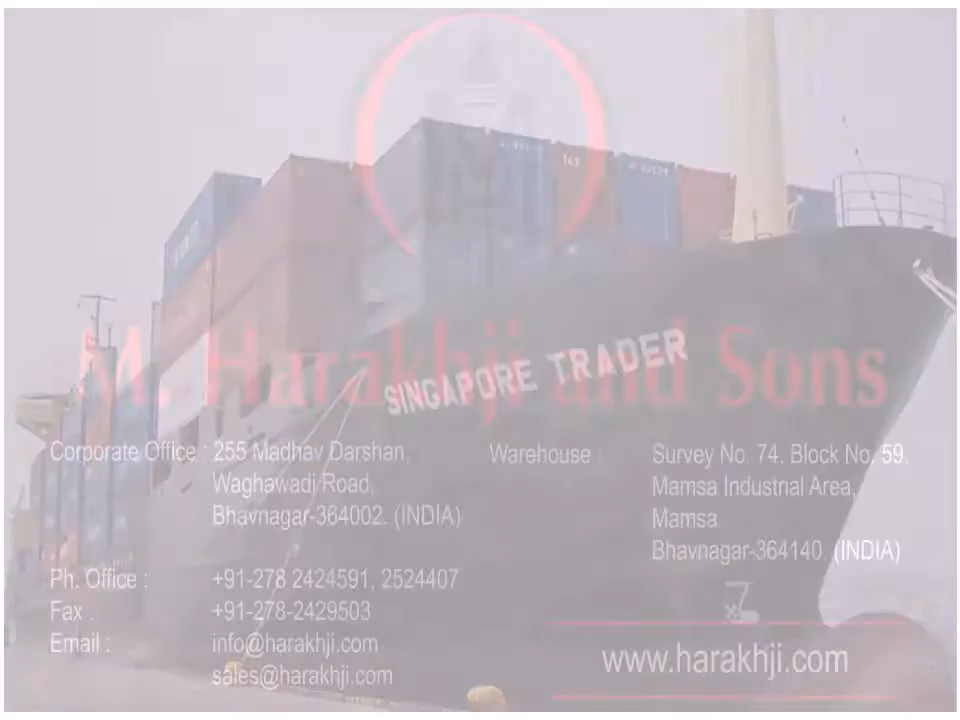 M. Harakhji and Sons
SINGAPORE TRADER
Corporate Office : 255 Madhav Darshan,
Waghawadi Road,
Bhavnagar-364002. (INDIA)
Warehouse :
Survey No. 74, Block No. 59,
Mamsa Industrial Area,
Mamsa
Bhavnagar-364140, (INDIA)
Ph. Office : +91-278 2424591, 2524407
Fax : +91-278-2429503
Email : info@harakhji.com
sales@harakhji.com
www.harakhji.com